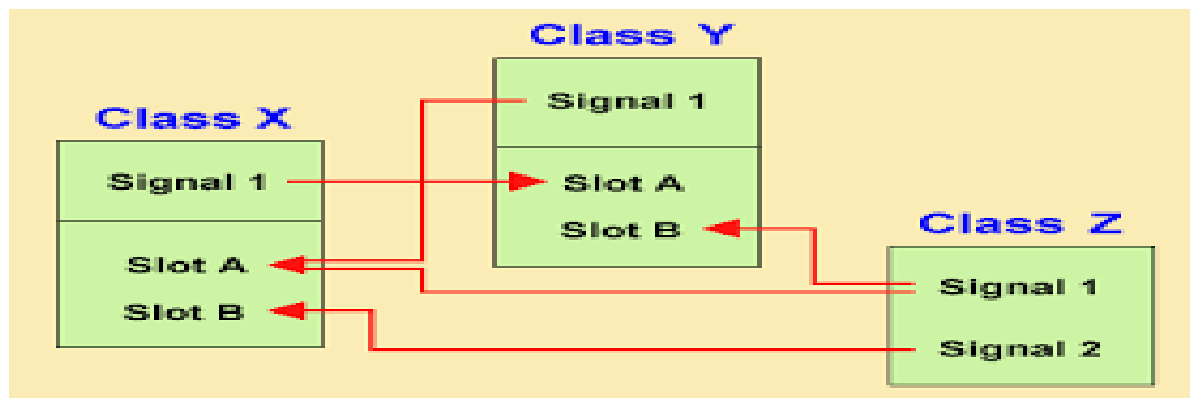 Class X
Signal 1
Slot A
Slot B
Class Y
Signal 1
Slot A
Slot B
Class Z
Signal 1
Signal 2